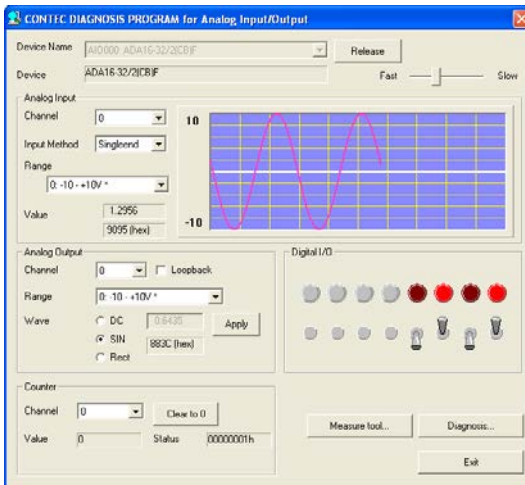 CONTEC DIAGNOSIS PROGRAM for Analog Input/Output
Device Name AIO000 ADA16-32/2(CB)F Release
Device ADA16-32/2(CB)F Fast Slow
Analog Input
Channel 0
Input Method Singleend
Range
0: -10 - +10V *
Value 1.2956
9095 (hex)
10
-10
Analog Output
Channel 0 Loopback
Range 0: -10 - +10V *
Wave DC 0.6435 Apply
SIN 883C (hex)
Rect
Digital I/O
Counter
Channel 0 Clear to 0
Value 0 Status 00000001h
Measure tool... Diagnosis...
Exit